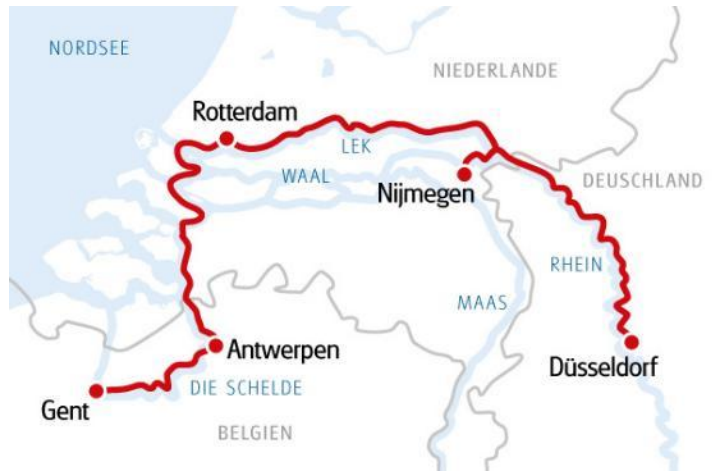 NORDSEE
NIEDERLANDE
Rotterdam
LEK
WAAL
Nijmegen
DEUSCHLAND
RHEIN
MAAS
Antwerpen
Düsseldorf
DIE SCHELDE
Gent
BELGIEN